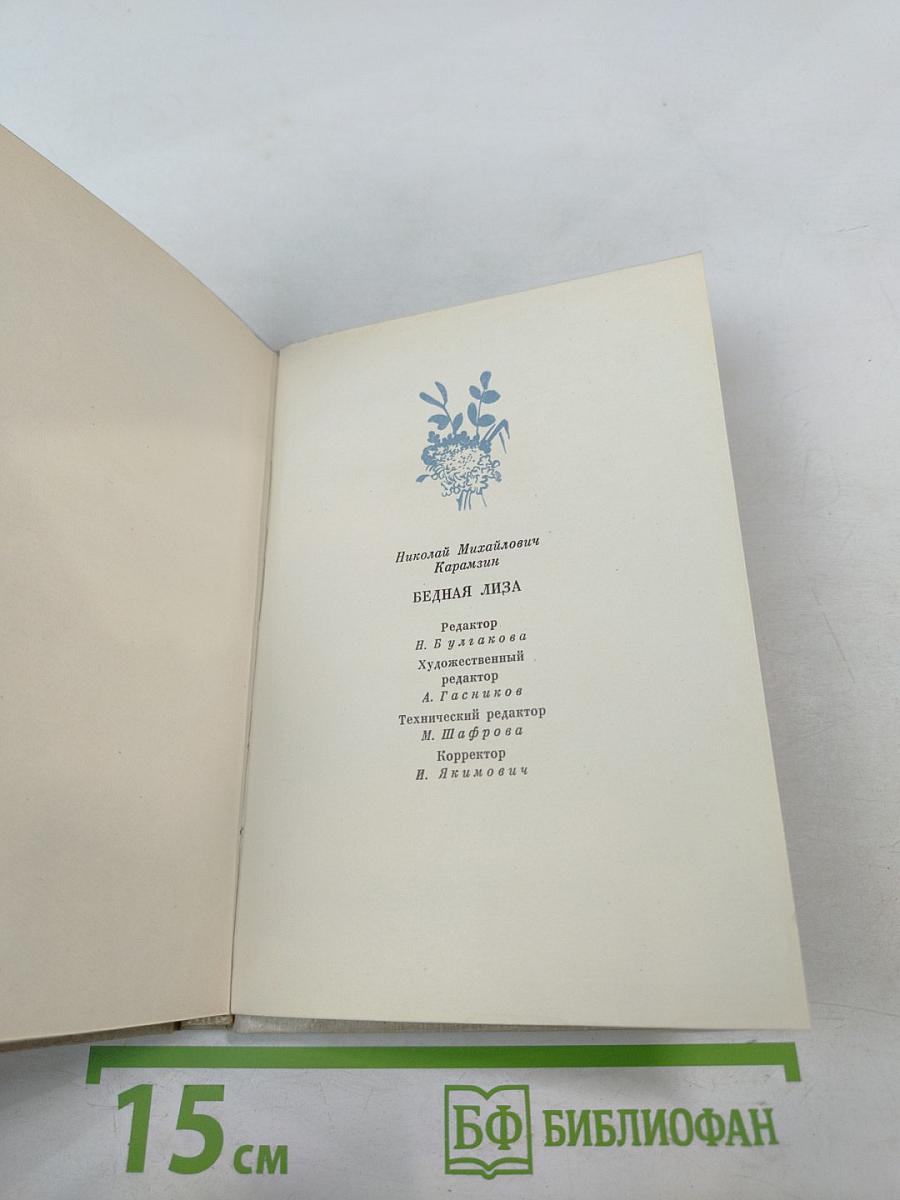 Николай Михайлович
Карамзин
БЕДНАЯ ЛИЗА
Редактор
Н. Булгакова
Художественный
редактор
А. Гасников
Технический редактор
М. Шафрова
Корректор
И. Якимович
15 см
БФ БИБЛИОФАН